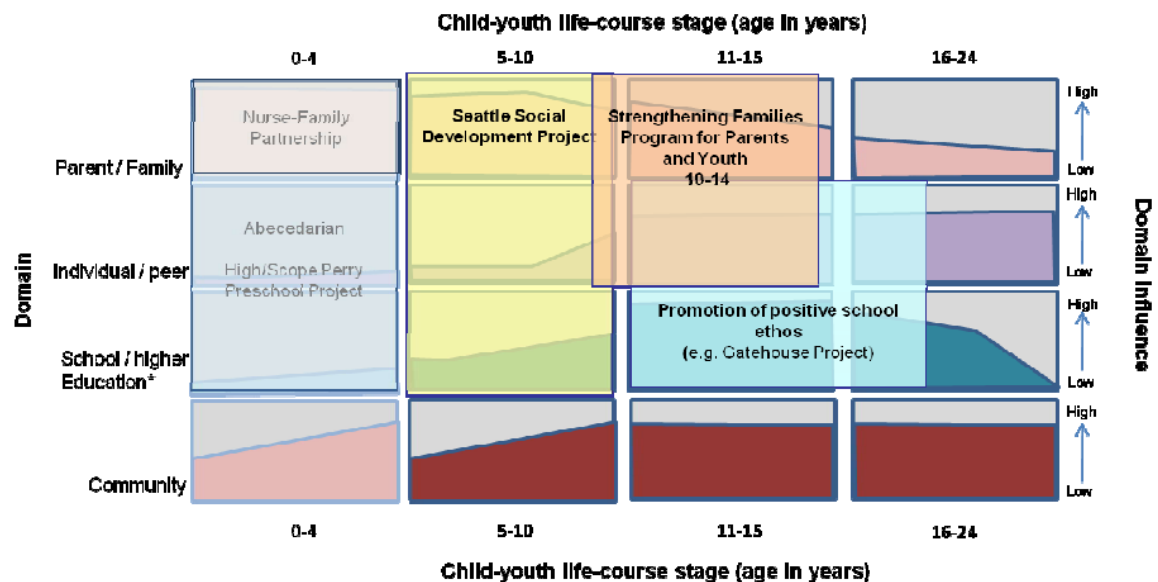 Child-youth life-course stage (age in years)
0-4
5-10
11-15
16-24
Nurse-Family
Partnership
Seattle Social
Development Project
Strengthening Families
Program for Parents
and Youth
10-14
High
Low
Parent / Family
Abecedarian
High/Scope Perry
Preschool Project
High
Low
Individual / peer
Domain
Domain Influence
Promotion of positive school
ethos
(e.g. Gatehouse Project)
High
Low
School / higher
Education*
High
Low
Community
0-4
5-10
11-15
16-24
Child-youth life-course stage (age in years)